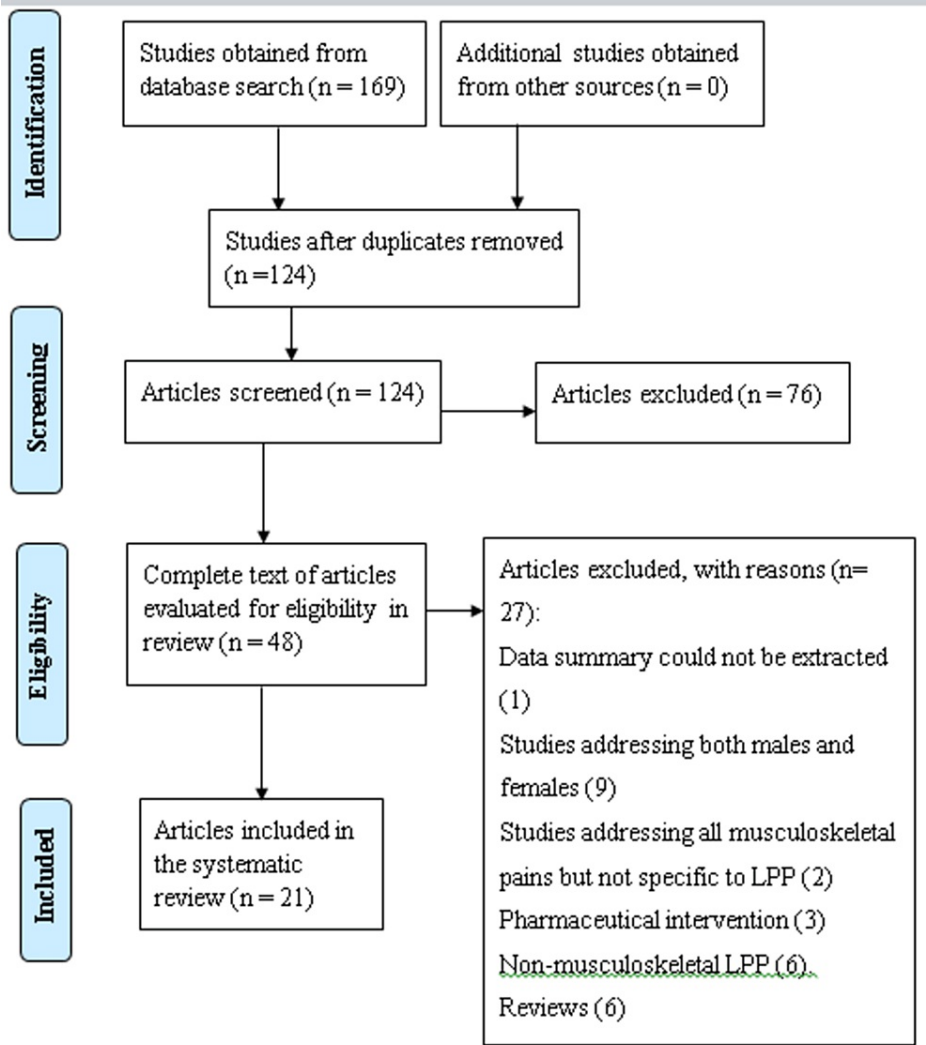 Identification
Studies obtained from
database search (n = 169)
Additional studies obtained
from other sources (n = 0)
Studies after duplicates removed
(n =124)
Screening
Articles screened (n = 124)
Articles excluded (n = 76)
Eligibility
Complete text of articles
evaluated for eligibility in
review (n = 48)
Articles excluded, with reasons (n=
27):
Data summary could not be extracted
(1)
Studies addressing both males and
females (9)
Studies addressing all musculoskeletal
pains but not specific to LPP (2)
Pharmaceutical intervention (3)
Non-musculoskeletal LPP (6).
Reviews (6)
Included
Articles included in
the systematic
review (n = 21)